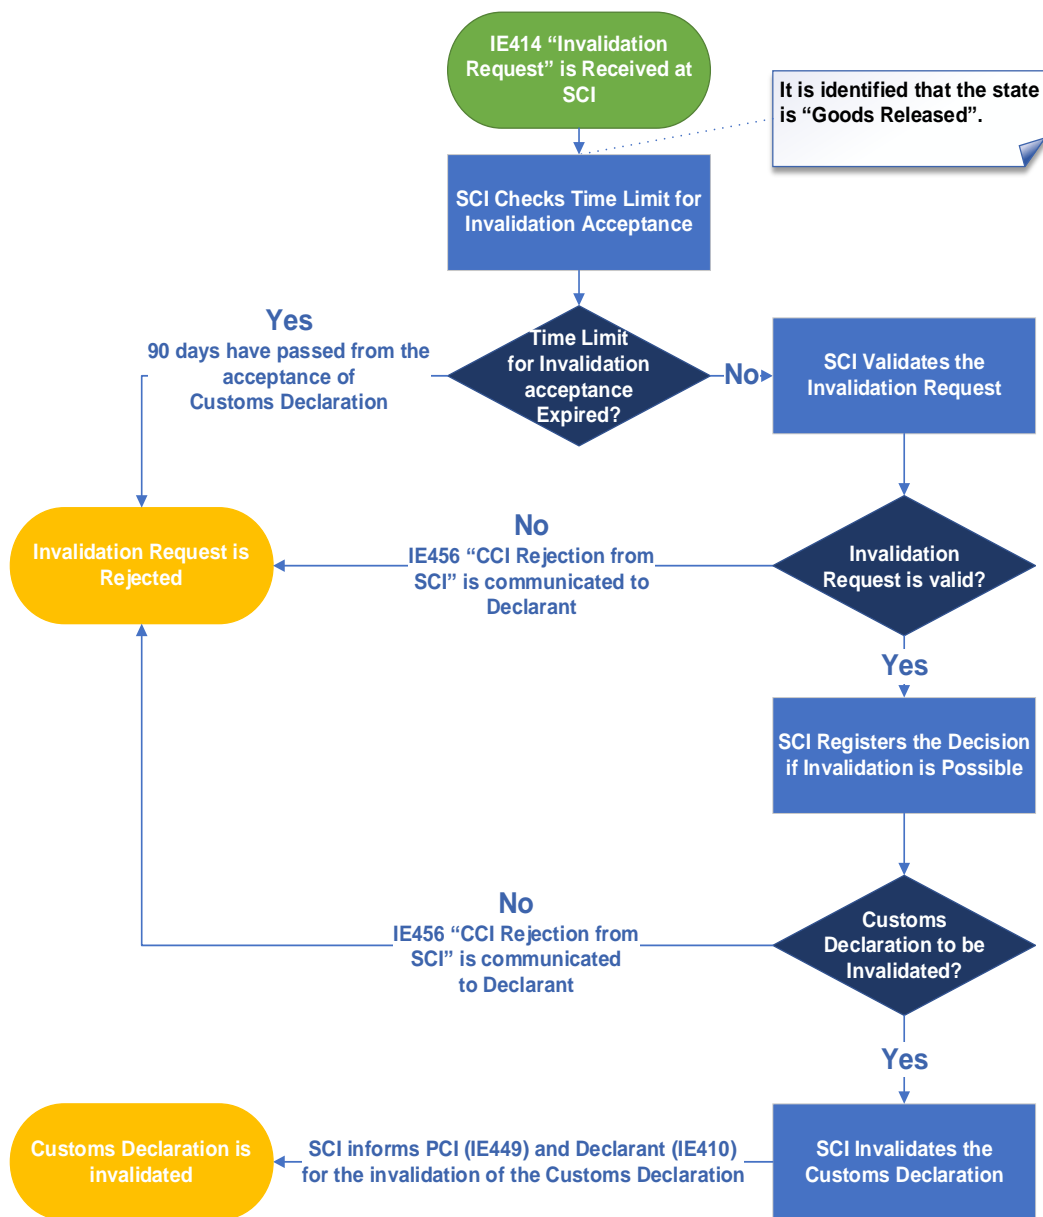 IE414 “Invalidation
Request” is Received at
SCI
It is identified that the state
is “Goods Released”.
SCI Checks Time Limit for
Invalidation Acceptance
Yes
90 days have passed from the
acceptance of
Customs Declaration
Time Limit
for Invalidation
acceptance
Expired?
No
SCI Validates the
Invalidation Request
Invalidation Request is
Rejected
No
IE456 “CCI Rejection from
SCI” is communicated to
Declarant
Invalidation
Request is valid?
Yes
SCI Registers the Decision
if Invalidation is Possible
No
IE456 “CCI Rejection from
SCI” is communicated
to Declarant
Customs
Declaration to be
Invalidated?
Yes
Customs Declaration is
invalidated
SCI informs PCI (IE449) and Declarant (IE410)
for the invalidation of the Customs Declaration
SCI Invalidates the
Customs Declaration